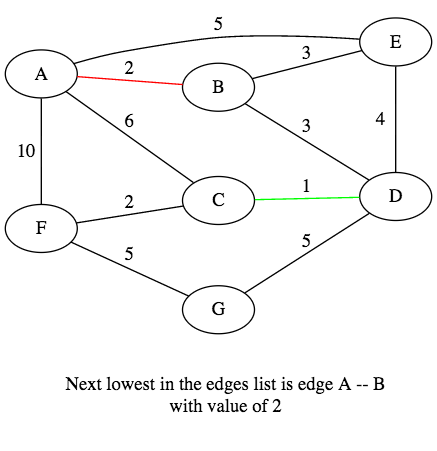 5
E
A
2
3
B
6
3
4
10
1
C
D
2
F
5
5
G
Next lowest in the edges list is edge A -- B
with value of 2